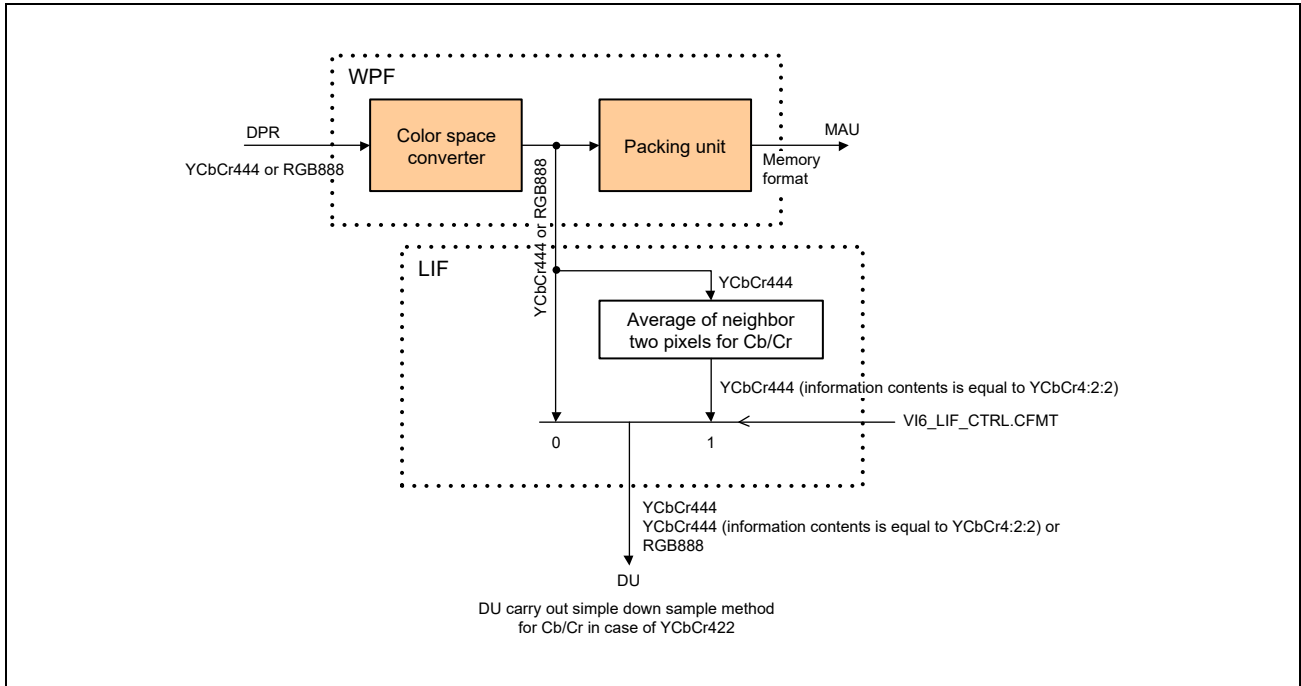 WPF
DPR
YCbCr444 or RGB888
Color space
converter
Packing unit
MAU
Memory
format
YCbCr444 or RGB888
LIF
YCbCr444
Average of neighbor
two pixels for Cb/Cr
YCbCr444 (information contents is equal to YCbCr4:2:2)
VI6_LIF_CTRL.CFMT
0
1
YCbCr444
YCbCr444 (information contents is equal to YCbCr4:2:2) or
RGB888
DU
DU carry out simple down sample method
for Cb/Cr in case of YCbCr422